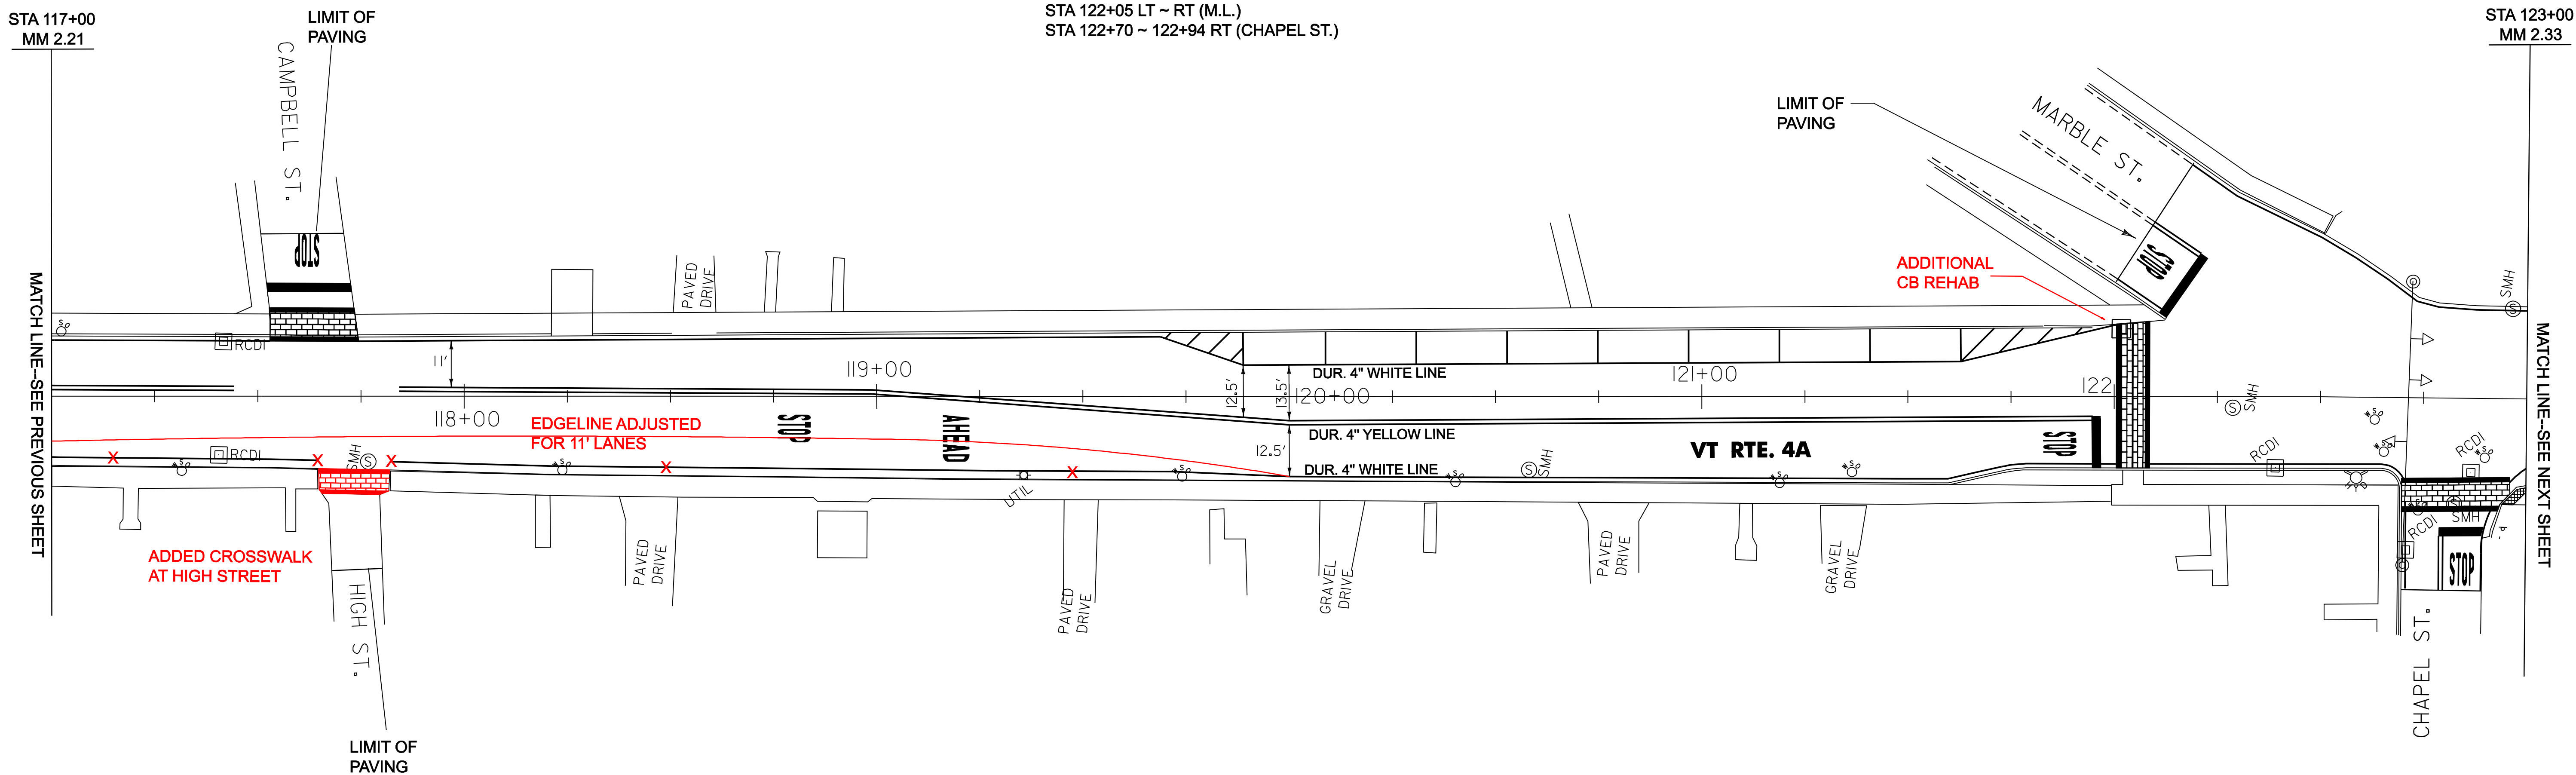 STA 117+00
MM 2.21
LIMIT OF
PAVING
STA 122+05 LT ~ RT (M.L.)
STA 122+70 ~ 122+94 RT (CHAPEL ST.)
STA 123+00
MM 2.33
CAMPBELL ST.
LIMIT OF
PAVING
MARBLE ST.
STOP
STOP
ADDITIONAL
CB REHAB
PAVED
DRIVE
SMH
MATCH LINE--SEE PREVIOUS SHEET
MATCH LINE--SEE NEXT SHEET
RCDI
11'
119+00
DUR. 4" WHITE LINE
121+00
12.5'
13.5'
120+00
122
SMH
118+00
EDGELINE ADJUSTED
FOR 11' LANES
STOP
AHEAD
DUR. 4" YELLOW LINE
12.5'
VT RTE. 4A
STOP
DUR. 4" WHITE LINE
X
RCDI
X
SMH
X
X
X
SMH
RCDI
RCDI
UTIL
HYD
ADDED CROSSWALK
AT HIGH STREET
PAVED
DRIVE
PAVED
DRIVE
GRAVEL
DRIVE
PAVED
DRIVE
GRAVEL
DRIVE
RCDI
SMH
STOP
HIGH ST.
CHAPEL ST.
LIMIT OF
PAVING